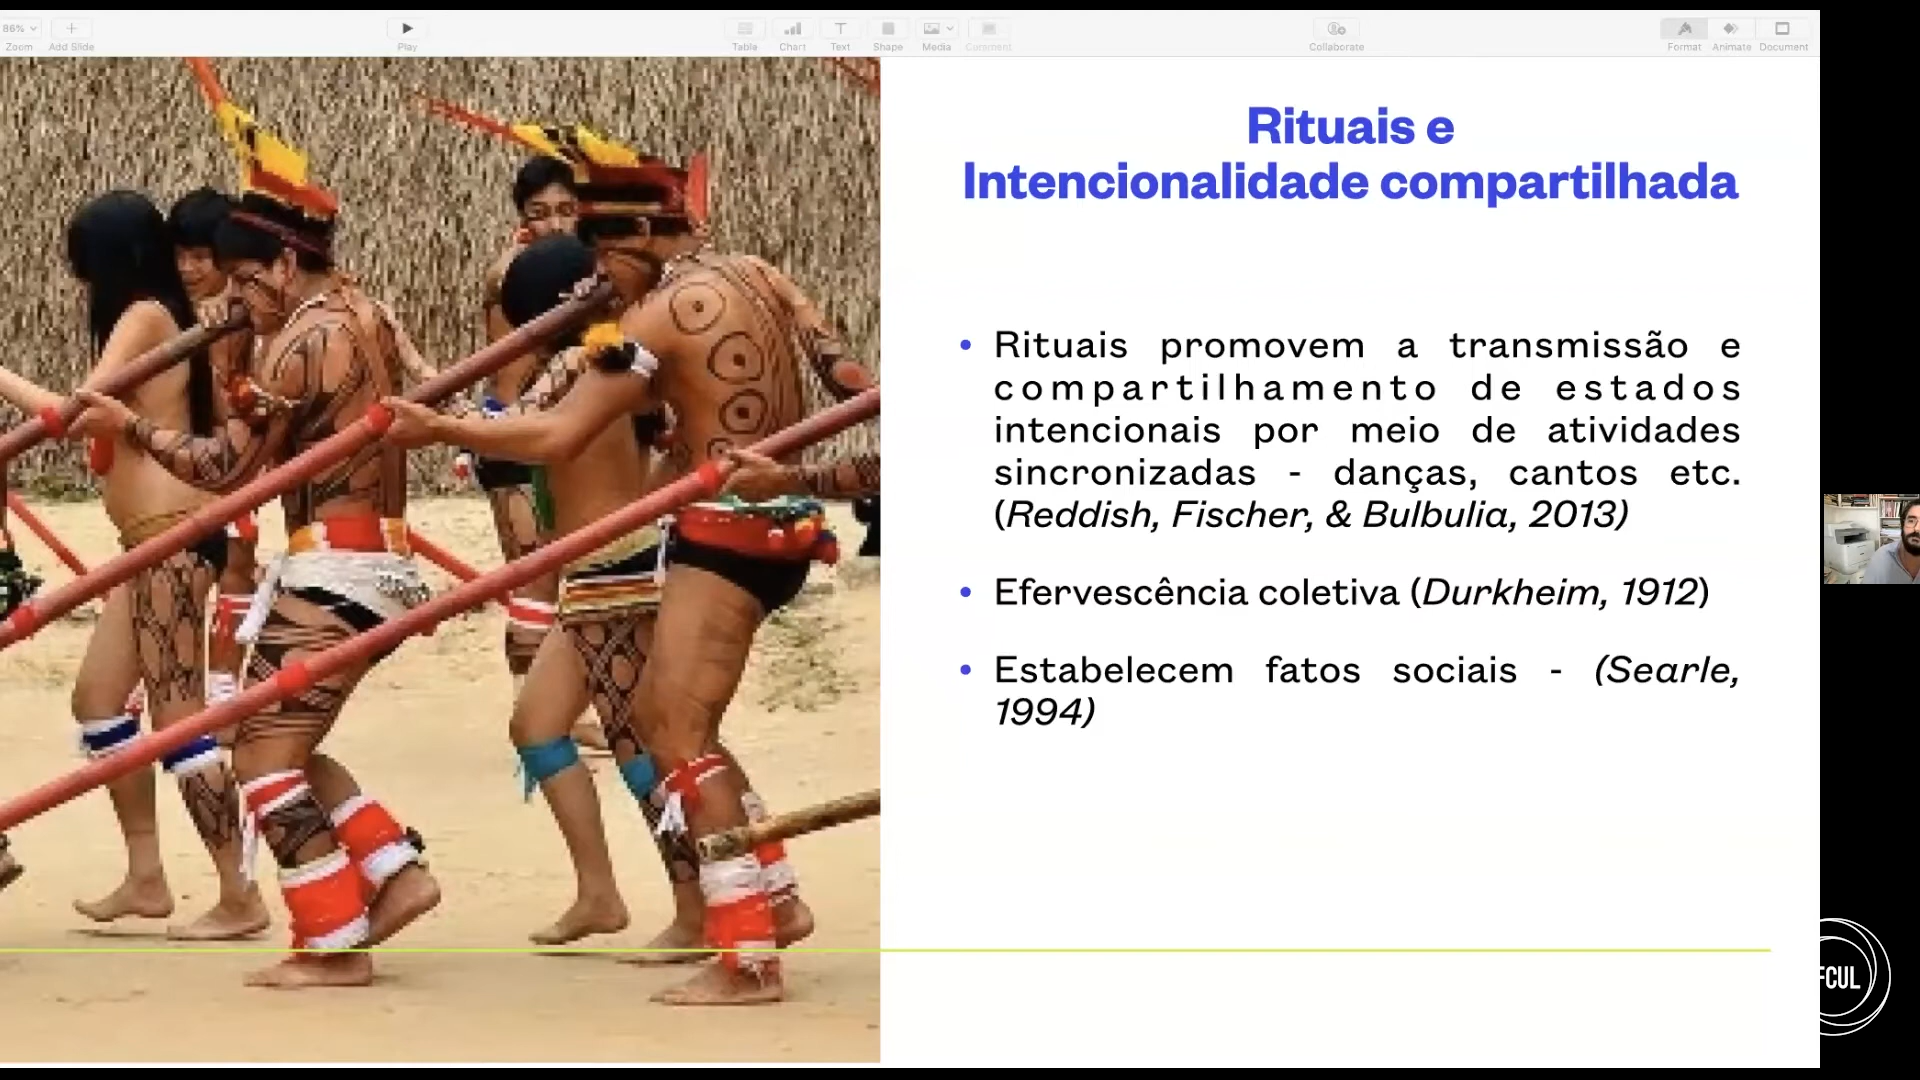 86%
Zoom
Add Slide
Play
Table
Chart
Text
Shape
Media
Comment
Collaborate
Format
Animate
Document
Rituais e
Intencionalidade compartilhada
• Rituais promovem a transmissão e
compartilhamento de estados
intencionais por meio de atividades
sincronizadas - danças, cantos etc.
(Reddish, Fischer, & Bulbulia, 2013)
• Efervescência coletiva (Durkheim, 1912)
• Estabelecem fatos sociais - (Searle,
1994)
FCUL